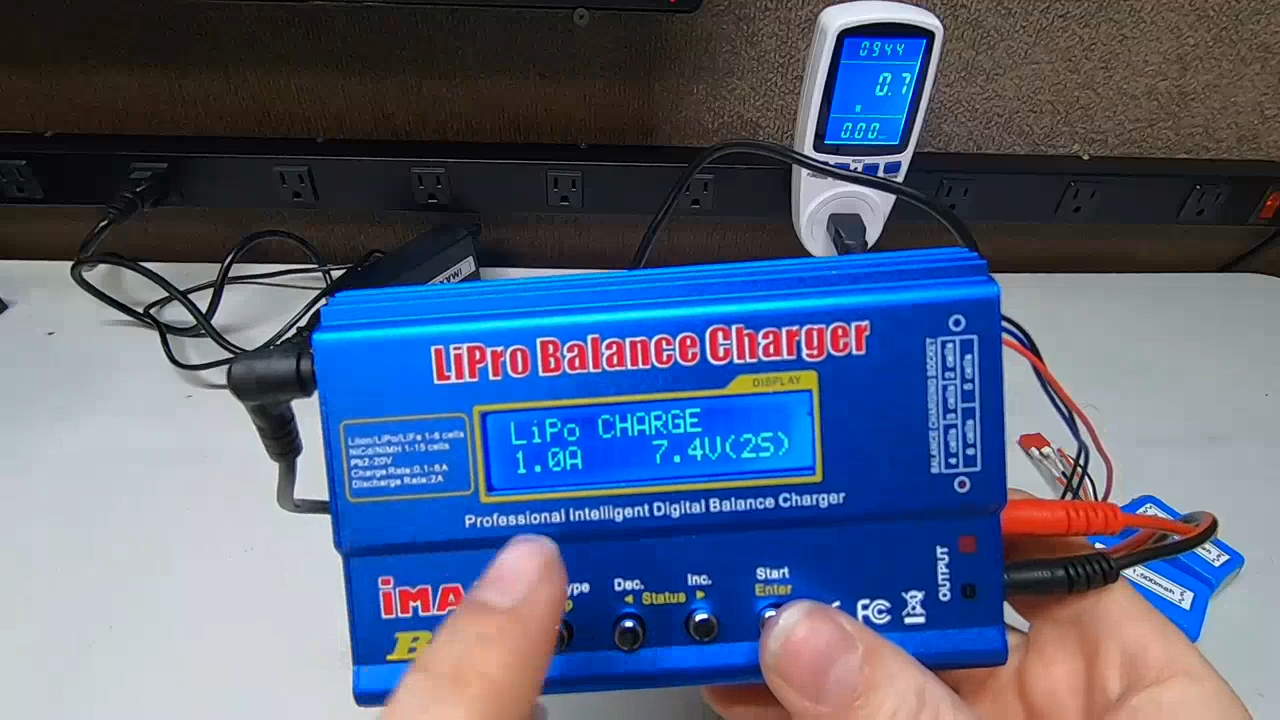 0944
0.7
W
0.00
RESET
LiPro Balance Charger
DISPLAY
LiPo CHARGE
1.0A 7.4V(2S)
LiIon/LiPo/LiFe 1-6 cells
NiCd/NiMH 1-15 cells
Pb2-20V
Charge Rate:0.1-6A
Discharge Rate:2A
Professional Intelligent Digital Balance Charger
BALANCE CHARGING SOCKET
4 cells 3 cells 2 cells
6 cells 5 cells
iMA
B
Dec.
Inc.
◄ Status ►
Start
Enter
FC
OUTPUT
1,500mah